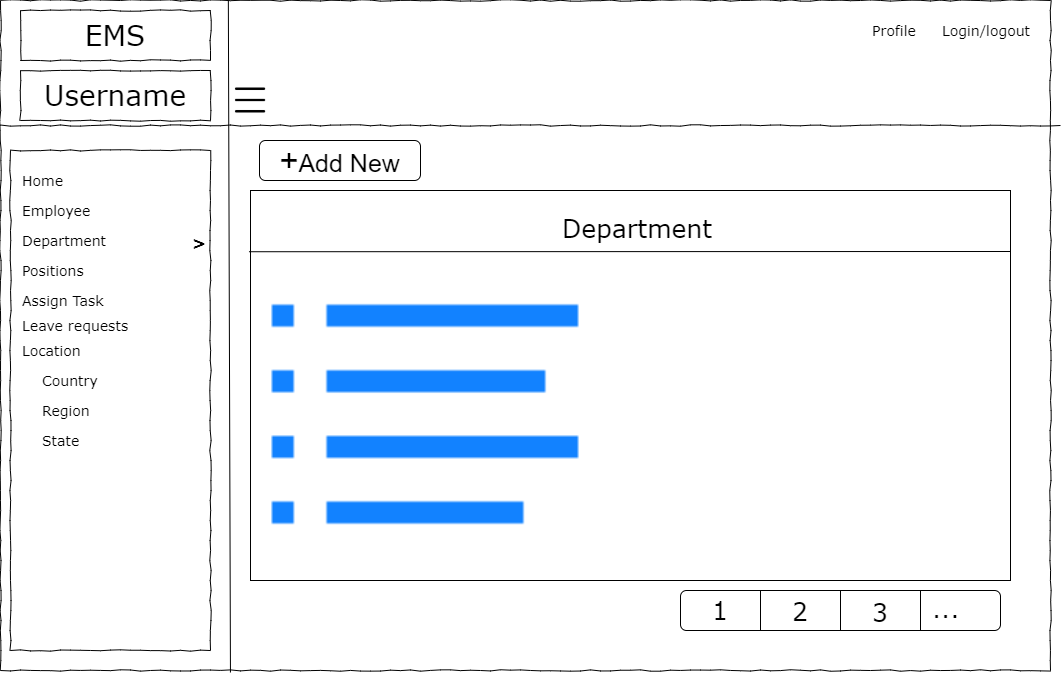 EMS
Profile Login/logout
Username
+Add New
Home
Employee
Department >
Positions
Assign Task
Leave requests
Location
Country
Region
State
Department
1 2 3 ...